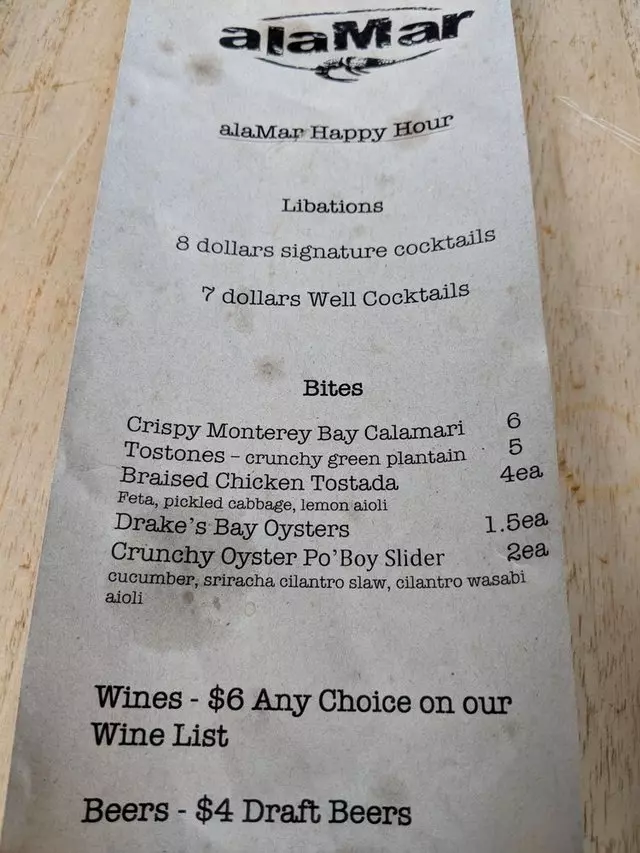 alaMar
alaMar Happy Hour
Libations
8 dollars signature cocktails
7 dollars Well Cocktails
Bites
Crispy Monterey Bay Calamari 6
Tostones - crunchy green plantain 5
Braised Chicken Tostada 4ea
Feta, pickled cabbage, lemon aioli
Drake's Bay Oysters 1.5ea
Crunchy Oyster Po'Boy Slider 2ea
cucumber, sriracha cilantro slaw, cilantro wasabi
aioli
Wines - $6 Any Choice on our
Wine List
Beers - $4 Draft Beers